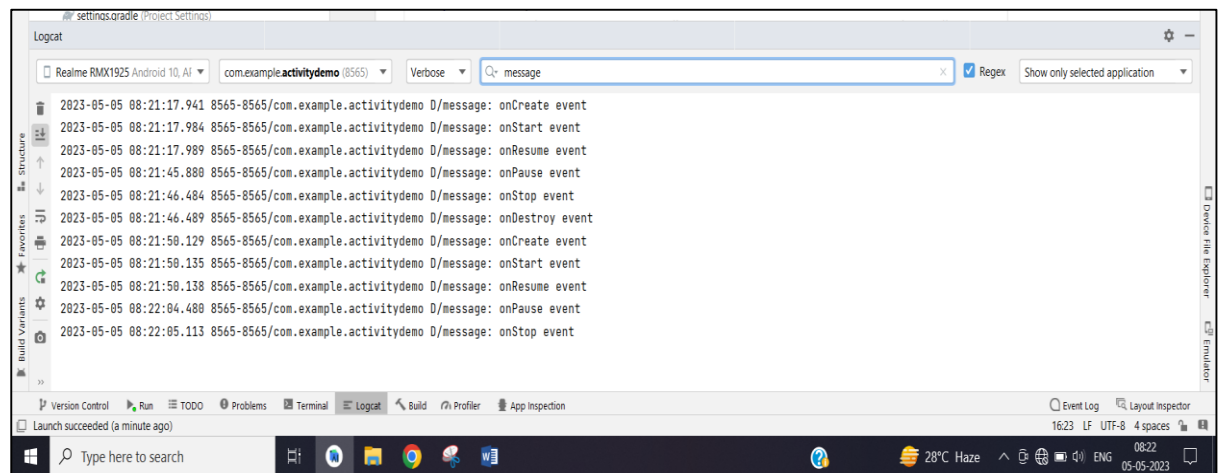 settings.gradle (Project Settings)
Logcat
Realme RMX1925 Android 10, AF com.example.activitydemo (8565) Verbose message Regex Show only selected application
2023-05-05 08:21:17.941 8565-8565/com.example.activitydemo D/message: onCreate event
2023-05-05 08:21:17.984 8565-8565/com.example.activitydemo D/message: onStart event
2023-05-05 08:21:17.989 8565-8565/com.example.activitydemo D/message: onResume event
2023-05-05 08:21:45.880 8565-8565/com.example.activitydemo D/message: onPause event
2023-05-05 08:21:46.484 8565-8565/com.example.activitydemo D/message: onStop event
2023-05-05 08:21:46.489 8565-8565/com.example.activitydemo D/message: onDestroy event
2023-05-05 08:21:50.129 8565-8565/com.example.activitydemo D/message: onCreate event
2023-05-05 08:21:50.135 8565-8565/com.example.activitydemo D/message: onStart event
2023-05-05 08:21:50.138 8565-8565/com.example.activitydemo D/message: onResume event
2023-05-05 08:22:04.480 8565-8565/com.example.activitydemo D/message: onPause event
2023-05-05 08:22:05.113 8565-8565/com.example.activitydemo D/message: onStop event
Structure
Favorites
Build Variants
Device File Explorer
Emulator
Version Control Run TODO Problems Terminal Logcat Build Profiler App Inspection Event Log Layout Inspector
Launch succeeded (a minute ago) 16:23 LF UTF-8 4 spaces
Type here to search 28°C Haze ENG 08:22
05-05-2023